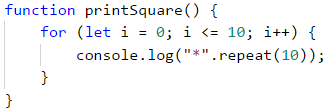 function printSquare() {
    for (let i = 0; i <= 10; i++) {
        console.log("*".repeat(10));
    }
}